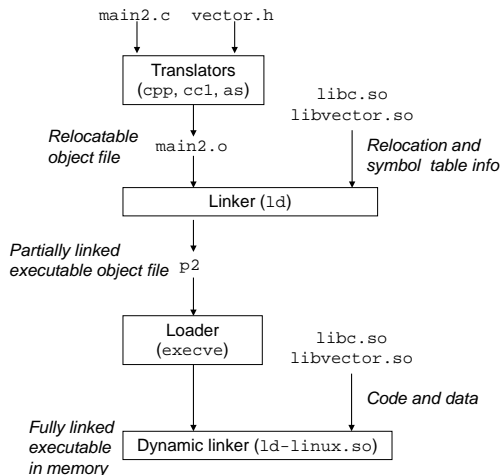 main2.c vector.h
Translators
(cpp, cc1, as)
libc.so
libvector.so
Relocatable
object file
main2.o
Relocation and
symbol table info
Linker (ld)
Partially linked
executable object file
p2
Loader
(execve)
libc.so
libvector.so
Code and data
Fully linked
executable
in memory
Dynamic linker (ld-linux.so)